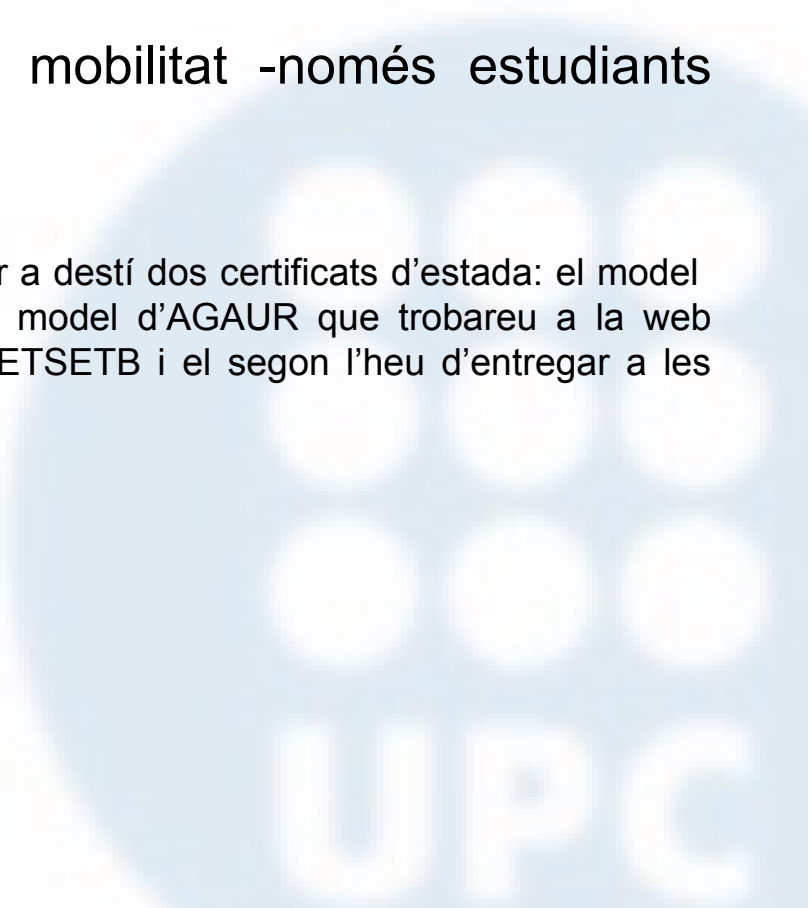 mobilitat -només estudiants
r a destí dos certificats d’estada: el model
model d’AGAUR que trobareu a la web
ETSETB i el segon l’heu d’entregar a les
UPC